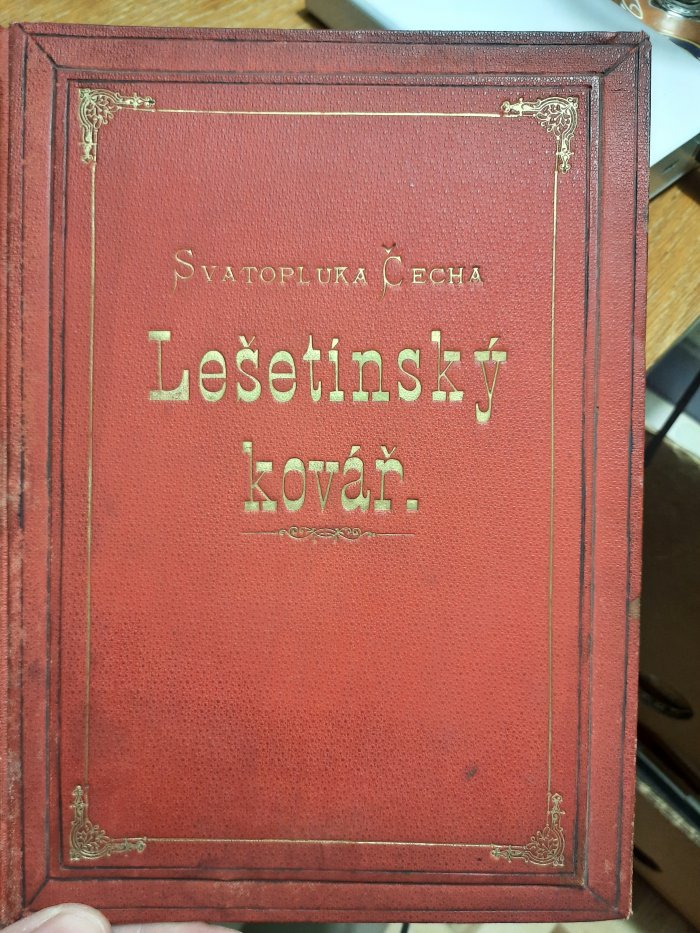 Svatopluka Čecha
Lešetínský
kovář.